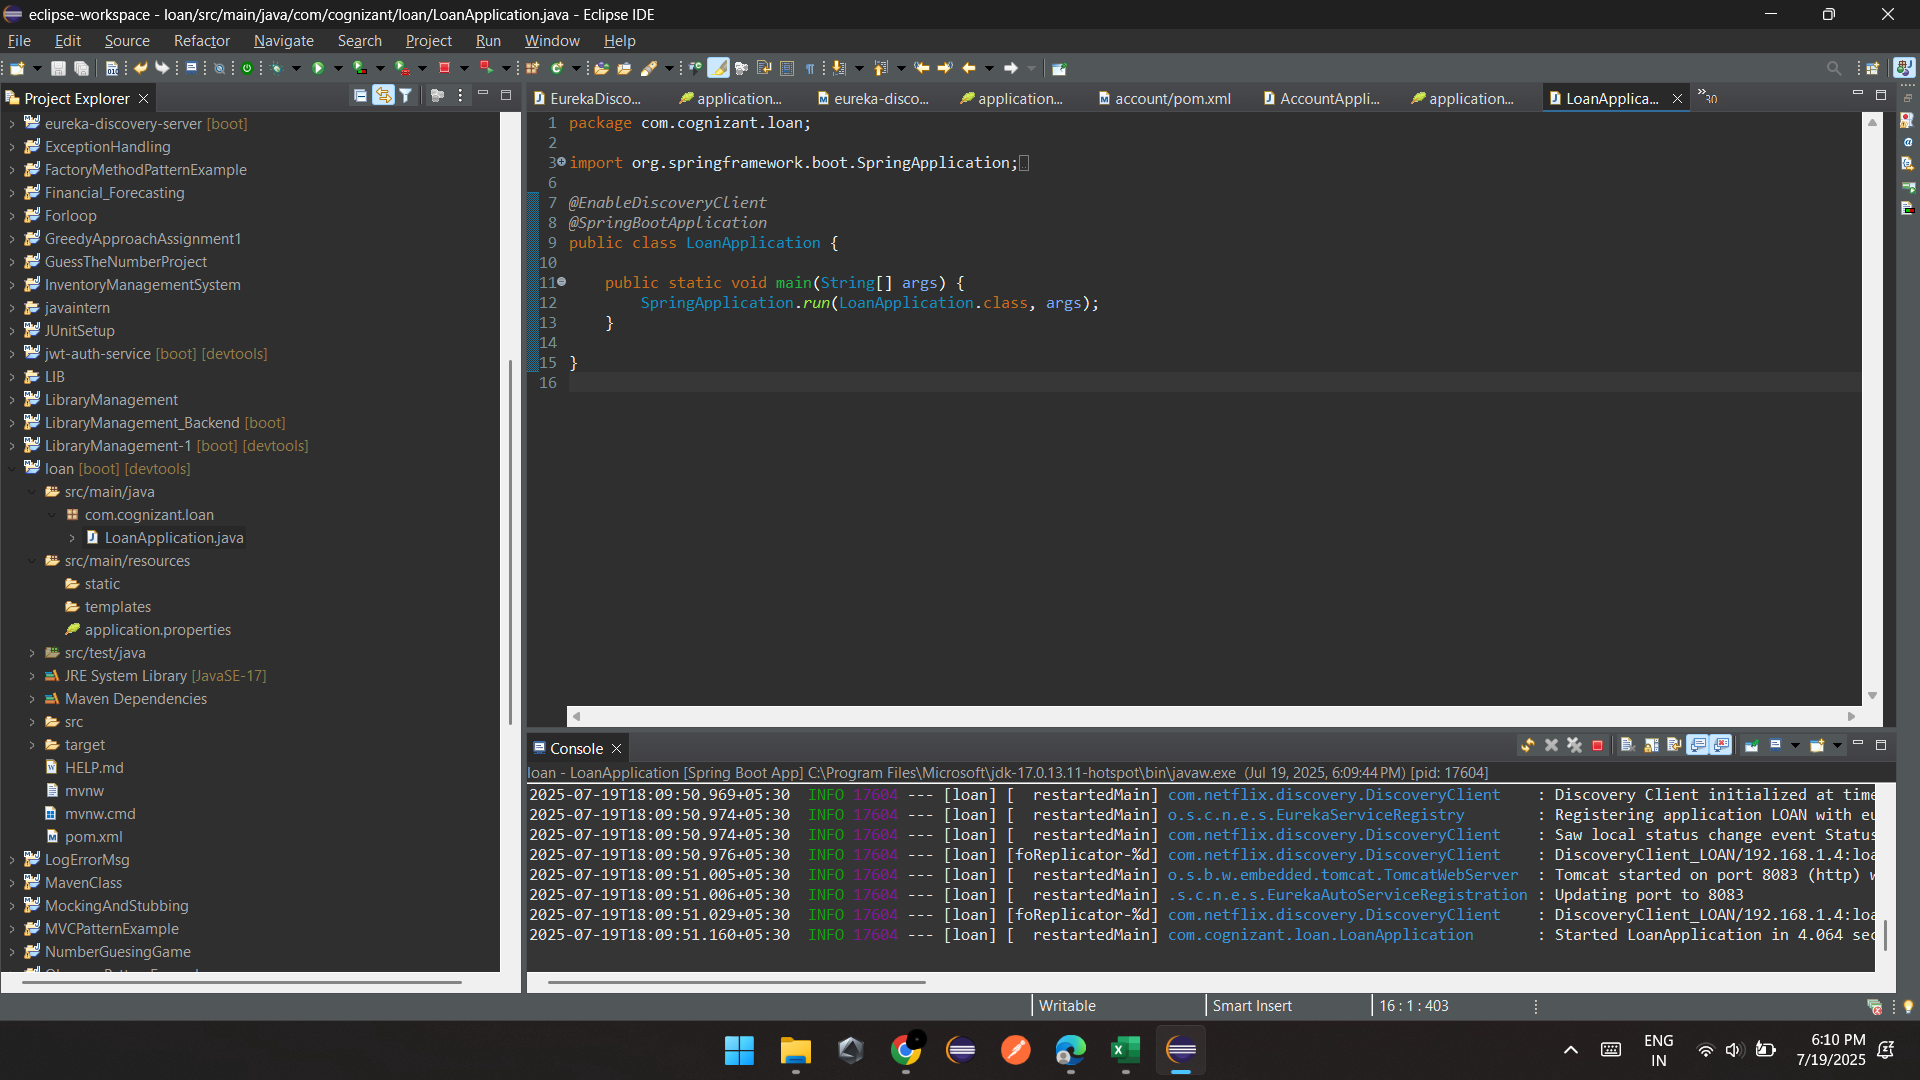 eclipse-workspace - loan/src/main/java/com/cognizant/loan/LoanApplication.java - Eclipse IDE
File Edit Source Refactor Navigate Search Project Run Window Help
Project Explorer
eureka-discovery-server [boot]
ExceptionHandling
FactoryMethodPatternExample
Financial_Forecasting
Forloop
GreedyApproachAssignment1
GuessTheNumberProject
InventoryManagementSystem
javaintern
JUnitSetup
jwt-auth-service [boot] [devtools]
LIB
LibraryManagement
LibraryManagement_Backend [boot]
LibraryManagement-1 [boot] [devtools]
loan [boot] [devtools]
src/main/java
com.cognizant.loan
LoanApplication.java
src/main/resources
static
templates
application.properties
src/test/java
JRE System Library [JavaSE-17]
Maven Dependencies
src
target
HELP.md
mvnw
mvnw.cmd
pom.xml
LogErrorMsg
MavenClass
MockingAndStubbing
MVCPatternExample
NumberGuesingGame
EurekaDisco... application... eureka-disco... application... account/pom.xml AccountAppli... application... LoanApplica... »30
1 package com.cognizant.loan;
2
3 import org.springframework.boot.SpringApplication;
6
7 @EnableDiscoveryClient
8 @SpringBootApplication
9 public class LoanApplication {
10
11 public static void main(String[] args) {
12 SpringApplication.run(LoanApplication.class, args);
13 }
14
15 }
16
Console
loan - LoanApplication [Spring Boot App] C:\Program Files\Microsoft\jdk-17.0.13.11-hotspot\bin\javaw.exe (Jul 19, 2025, 6:09:44 PM) [pid: 17604]
2025-07-19T18:09:50.969+05:30 INFO 17604 --- [loan] [ restartedMain] com.netflix.discovery.DiscoveryClient : Discovery Client initialized at time
2025-07-19T18:09:50.974+05:30 INFO 17604 --- [loan] [ restartedMain] o.s.c.n.e.s.EurekaServiceRegistry : Registering application LOAN with eu
2025-07-19T18:09:50.974+05:30 INFO 17604 --- [loan] [ restartedMain] com.netflix.discovery.DiscoveryClient : Saw local status change event Status
2025-07-19T18:09:50.976+05:30 INFO 17604 --- [loan] [foReplicator-%d] com.netflix.discovery.DiscoveryClient : DiscoveryClient_LOAN/192.168.1.4:loa
2025-07-19T18:09:51.005+05:30 INFO 17604 --- [loan] [ restartedMain] o.s.b.w.embedded.tomcat.TomcatWebServer : Tomcat started on port 8083 (http) w
2025-07-19T18:09:51.006+05:30 INFO 17604 --- [loan] [ restartedMain] .s.c.n.e.s.EurekaAutoServiceRegistration : Updating port to 8083
2025-07-19T18:09:51.029+05:30 INFO 17604 --- [loan] [foReplicator-%d] com.netflix.discovery.DiscoveryClient : DiscoveryClient_LOAN/192.168.1.4:loa
2025-07-19T18:09:51.160+05:30 INFO 17604 --- [loan] [ restartedMain] com.cognizant.loan.LoanApplication : Started LoanApplication in 4.064 sec
Writable Smart Insert 16 : 1 : 403
ENG
IN
6:10 PM
7/19/2025